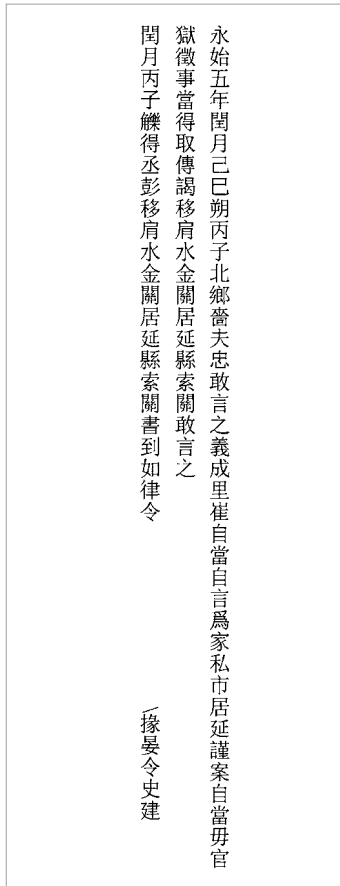 永始五年閏月己巳朔丙子北鄉嗇夫忠敢言之義成里崔自當自言爲家私市居延謹案自當毋官
獄徵事當得取傳謁移肩水金關居延縣索關敢言之
閏月丙子觻得丞彭移肩水金關居延縣索關書到如律令 /掾晏令史建